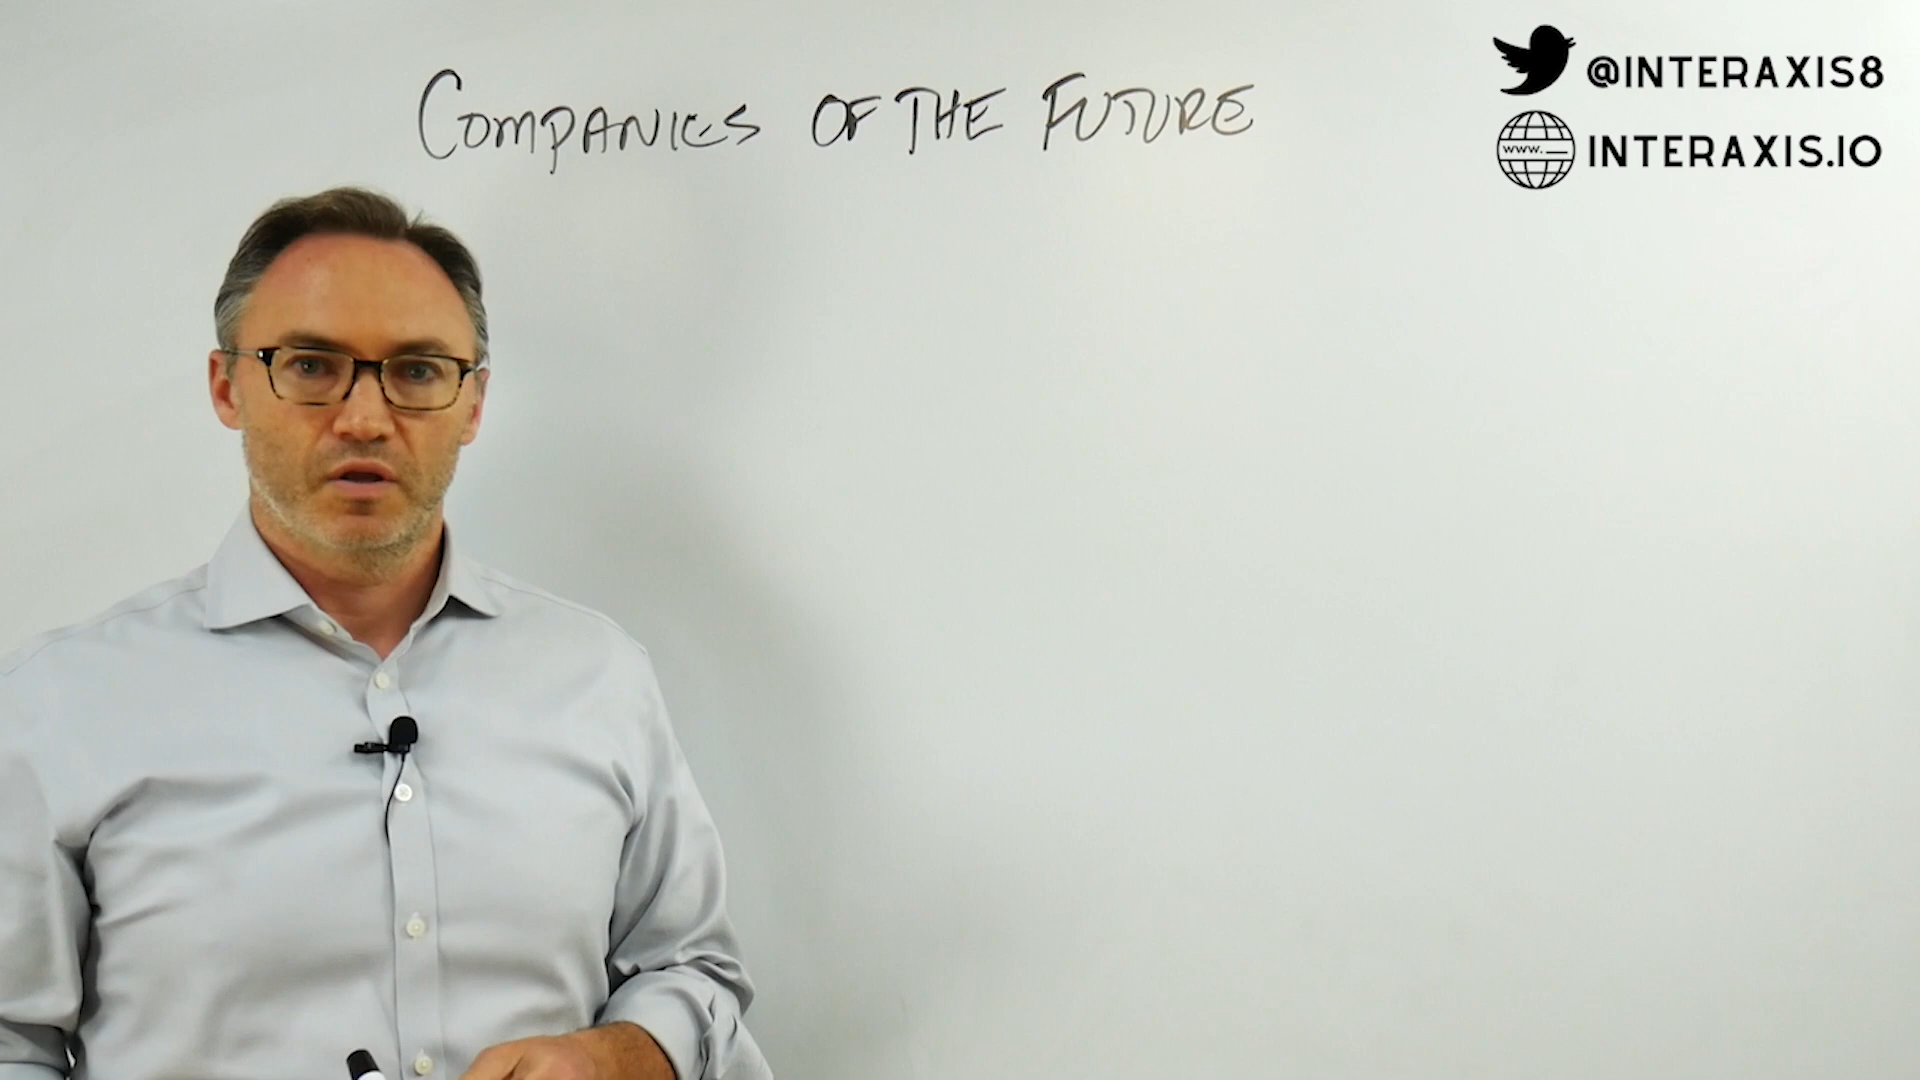 COMPANIES OF THE FUTURE
@INTERAXIS8
www.
INTERAXIS.IO